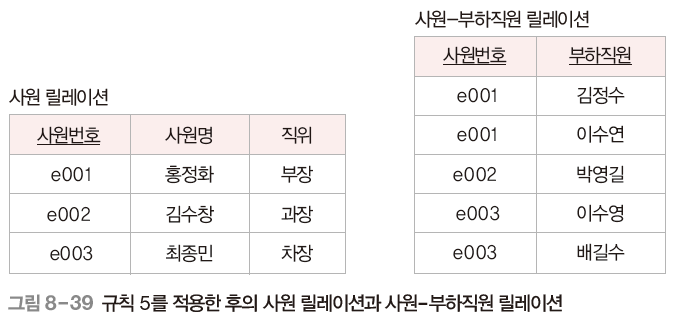 사원 릴레이션
사원번호 사원명 직위
e001 홍정화 부장
e002 김수창 과장
e003 최종민 차장
사원-부하직원 릴레이션
사원번호 부하직원
e001 김정수
e001 이수연
e002 박영길
e003 이수영
e003 배길수
그림 8-39 규칙 5를 적용한 후의 사원 릴레이션과 사원-부하직원 릴레이션